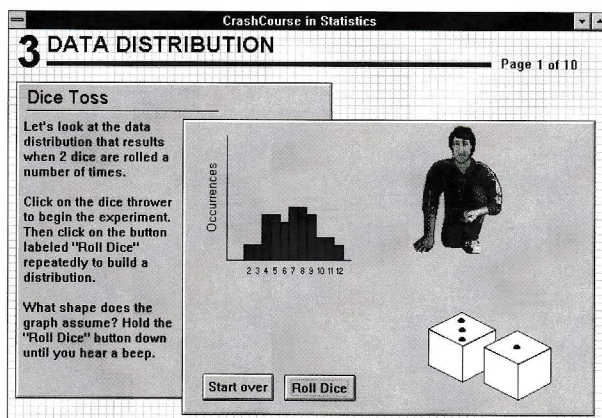 CrashCourse in Statistics
3 DATA DISTRIBUTION
Page 1 of 10
Dice Toss
Let's look at the data
distribution that results
when 2 dice are rolled a
number of times.
Click on the dice thrower
to begin the experiment.
Then click on the button
labeled "Roll Dice"
repeatedly to build a
distribution.
What shape does the
graph assume? Hold the
"Roll Dice" button down
until you hear a beep.
Occurrences
2 3 4 5 6 7 8 9 10 11 12
Start over
Roll Dice